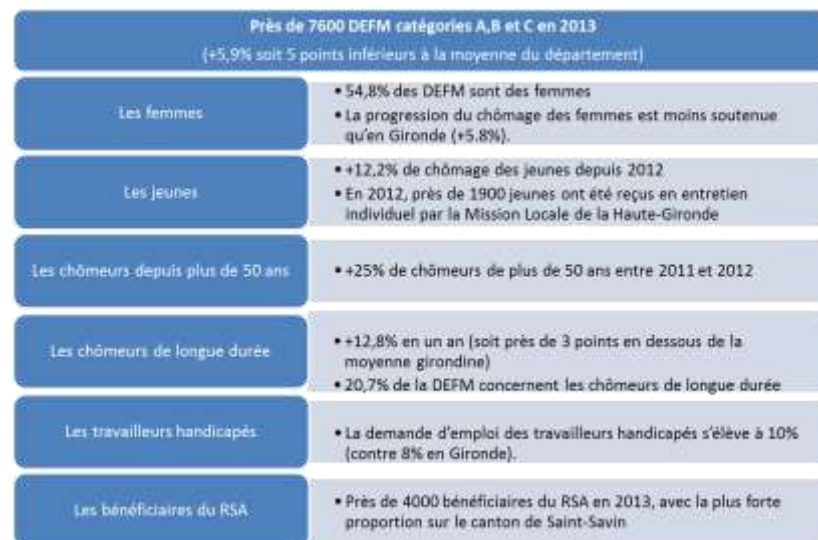 Près de 7600 DEFM catégories A,B et C en 2013
(+5,9% soit 5 points inférieurs à la moyenne du département)
Les femmes
• 54,8% des DEFM sont des femmes
• La progression du chômage des femmes est moins soutenue
qu'en Gironde (+5.8%).
Les jeunes
• +12,2% de chômage des jeunes depuis 2012
• En 2012, près de 1900 jeunes ont été reçus en entretien
individuel par la Mission Locale de la Haute-Gironde
Les chômeurs depuis plus de 50 ans
• +25% de chômeurs de plus de 50 ans entre 2011 et 2012
Les chômeurs de longue durée
• +12,8% en un an (soit près de 3 points en dessous de la
moyenne girondine)
• 20,7% de la DEFM concernent les chômeurs de longue durée
Les travailleurs handicapés
• La demande d'emploi des travailleurs handicapés s'élève à 10%
(contre 8% en Gironde).
Les bénéficiaires du RSA
• Près de 4000 bénéficiaires du RSA en 2013, avec la plus forte
proportion sur le canton de Saint-Savin